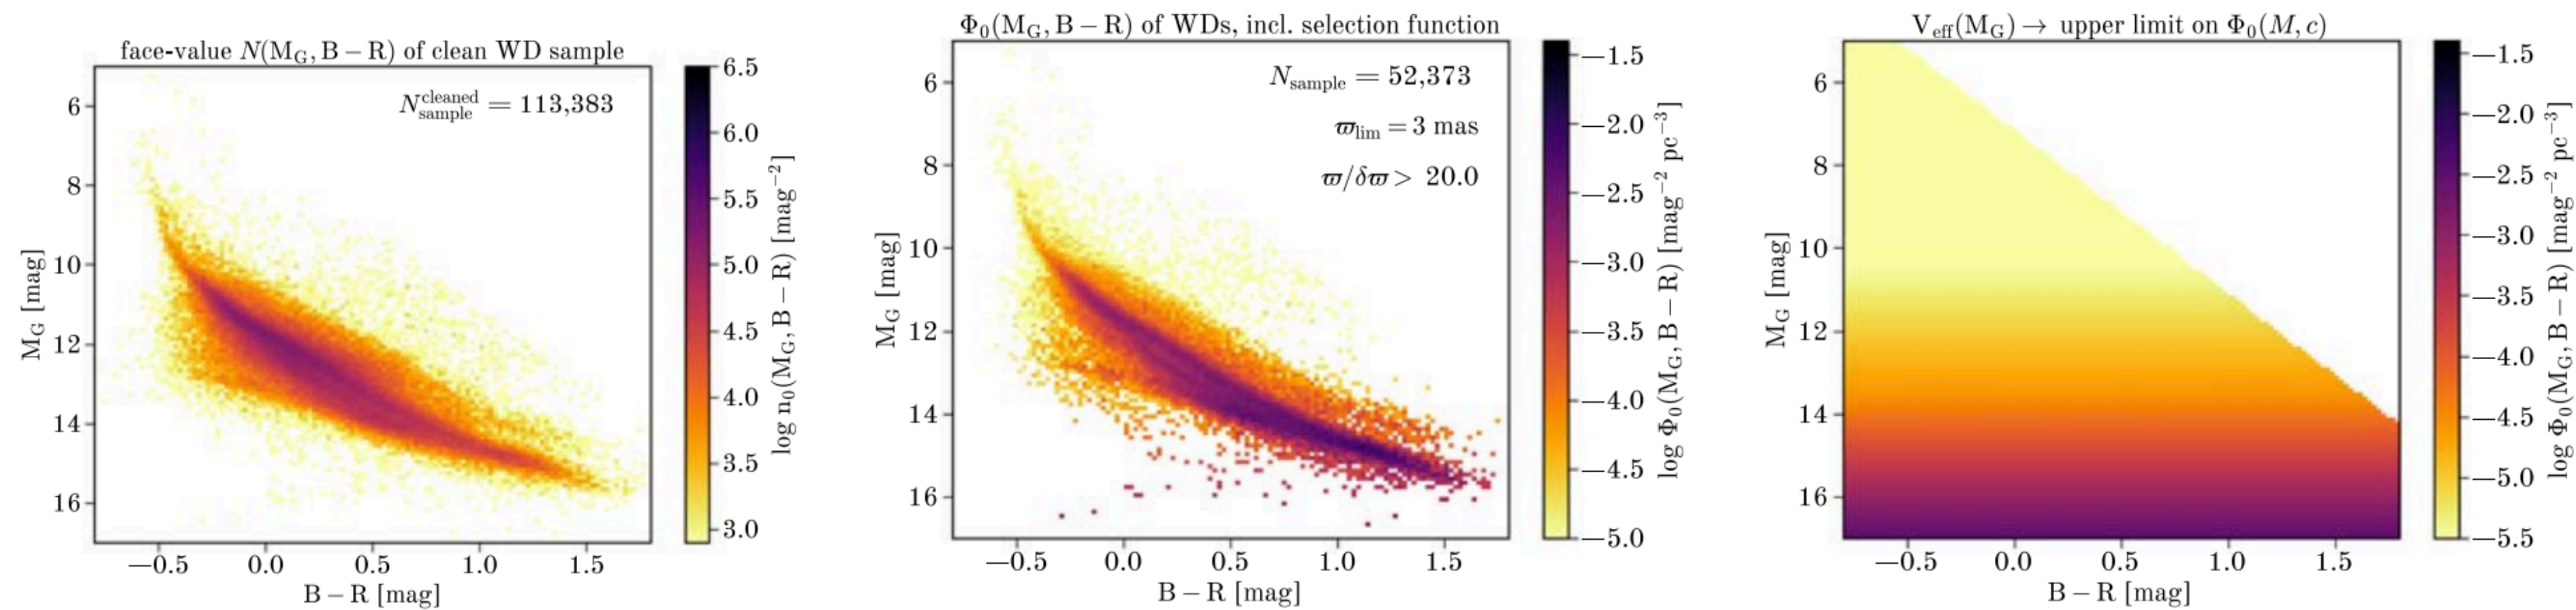 face-value N(M_G, B − R) of clean WD sample
N^cleaned_sample = 113,383
6
8
10
12
14
16
M_G [mag]
−0.5 0.0 0.5 1.0 1.5
B − R [mag]
6.5
6.0
5.5
5.0
4.5
4.0
3.5
3.0
log n_0(M_G, B − R) [mag^−2]
Φ_0(M_G, B − R) of WDs, incl. selection function
N_sample = 52,373
ϖ_lim = 3 mas
ϖ/δϖ > 20.0
6
8
10
12
14
16
M_G [mag]
−0.5 0.0 0.5 1.0 1.5
B − R [mag]
−1.5
−2.0
−2.5
−3.0
−3.5
−4.0
−4.5
−5.0
log Φ_0(M_G, B − R) [mag^−2 pc^−3]
V_eff(M_G) → upper limit on Φ_0(M, c)
6
8
10
12
14
16
M_G [mag]
−0.5 0.0 0.5 1.0 1.5
B − R [mag]
−1.5
−2.0
−2.5
−3.0
−3.5
−4.0
−4.5
−5.0
−5.5
log Φ_0(M_G, B − R) [mag^−2 pc^−3]